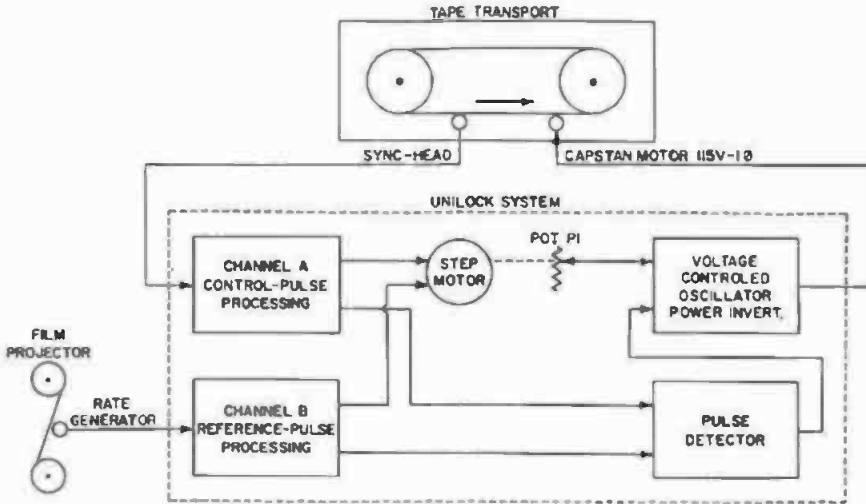 TAPE TRANSPORT
SYNC-HEAD
CAPSTAN MOTOR 115V-1Ø
UNILOCK SYSTEM
CHANNEL A
CONTROL-PULSE
PROCESSING
STEP
MOTOR
POT P1
VOLTAGE
CONTROLED
OSCILLATOR
POWER INVERT.
FILM
PROJECTOR
RATE
GENERATOR
CHANNEL B
REFERENCE-PULSE
PROCESSING
PULSE
DETECTOR